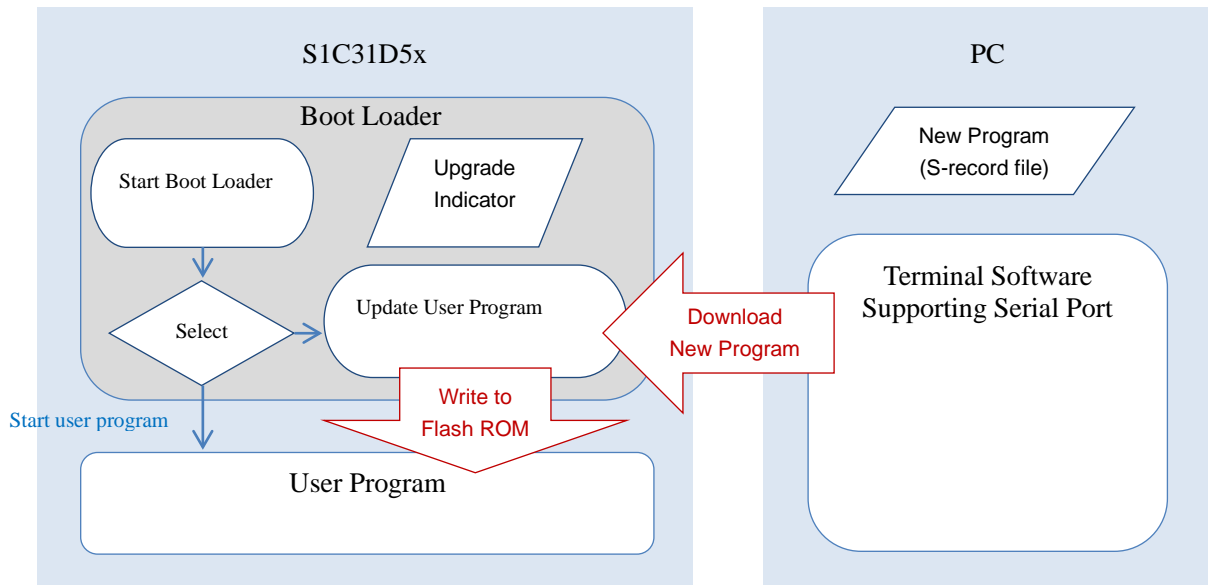 S1C31D5x
Boot Loader
Start Boot Loader
Upgrade
Indicator
Select
Update User Program
Start user program
Write to
Flash ROM
User Program
Download
New Program
PC
New Program
(S-record file)
Terminal Software
Supporting Serial Port